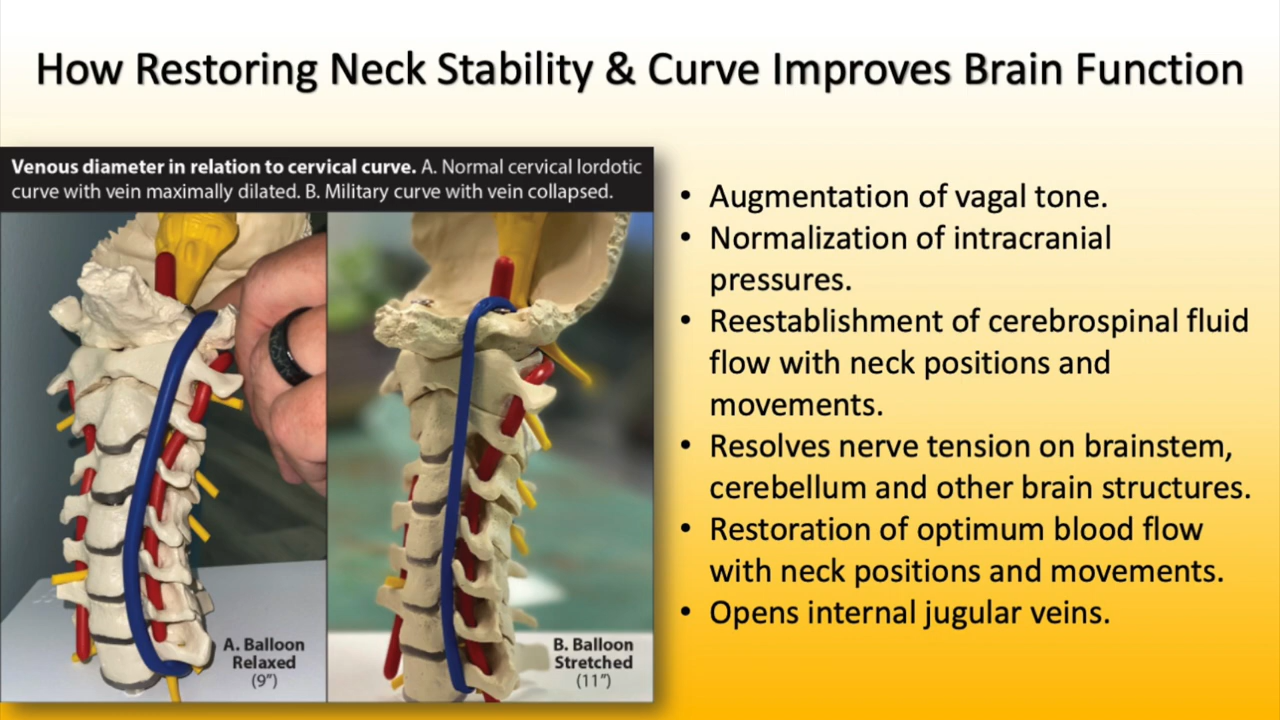 How Restoring Neck Stability & Curve Improves Brain Function
Venous diameter in relation to cervical curve. A. Normal cervical lordotic
curve with vein maximally dilated. B. Military curve with vein collapsed.
A. Balloon
Relaxed
(9”)
B. Balloon
Stretched
(11”)
• Augmentation of vagal tone.
• Normalization of intracranial
pressures.
• Reestablishment of cerebrospinal fluid
flow with neck positions and
movements.
• Resolves nerve tension on brainstem,
cerebellum and other brain structures.
• Restoration of optimum blood flow
with neck positions and movements.
• Opens internal jugular veins.